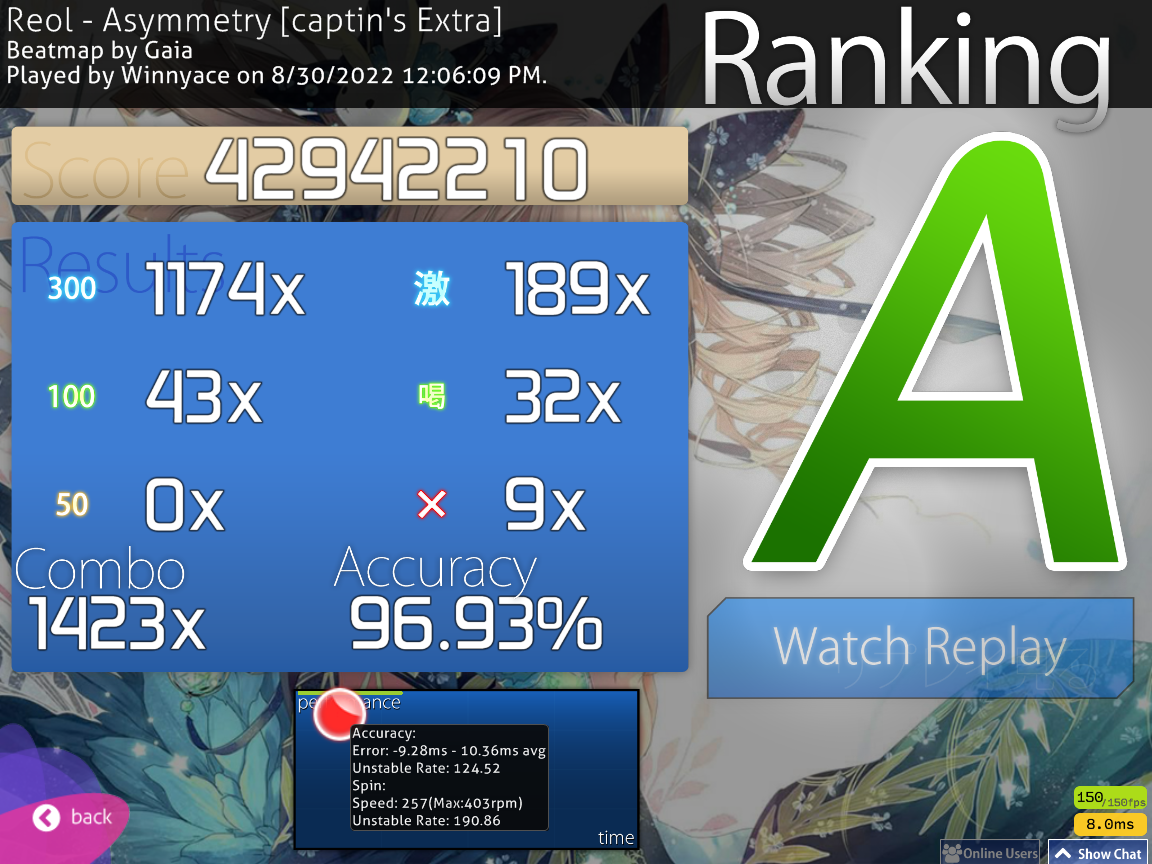 Reol - Asymmetry [captin's Extra]
Beatmap by Gaia
Played by Winnyace on 8/30/2022 12:06:09 PM.
Ranking
Score 42942210
Results
300 1174x 激 189x
100 43x 喝 32x
50 0x 9x
Combo Accuracy
1423x 96.93%
A
Watch Replay
Accuracy:
Error: -9.28ms - 10.36ms avg
Unstable Rate: 124.52
Spin:
Speed: 257(Max:403rpm)
Unstable Rate: 190.86
time
back
150/150fps
8.0ms
Online Users
Show Chat